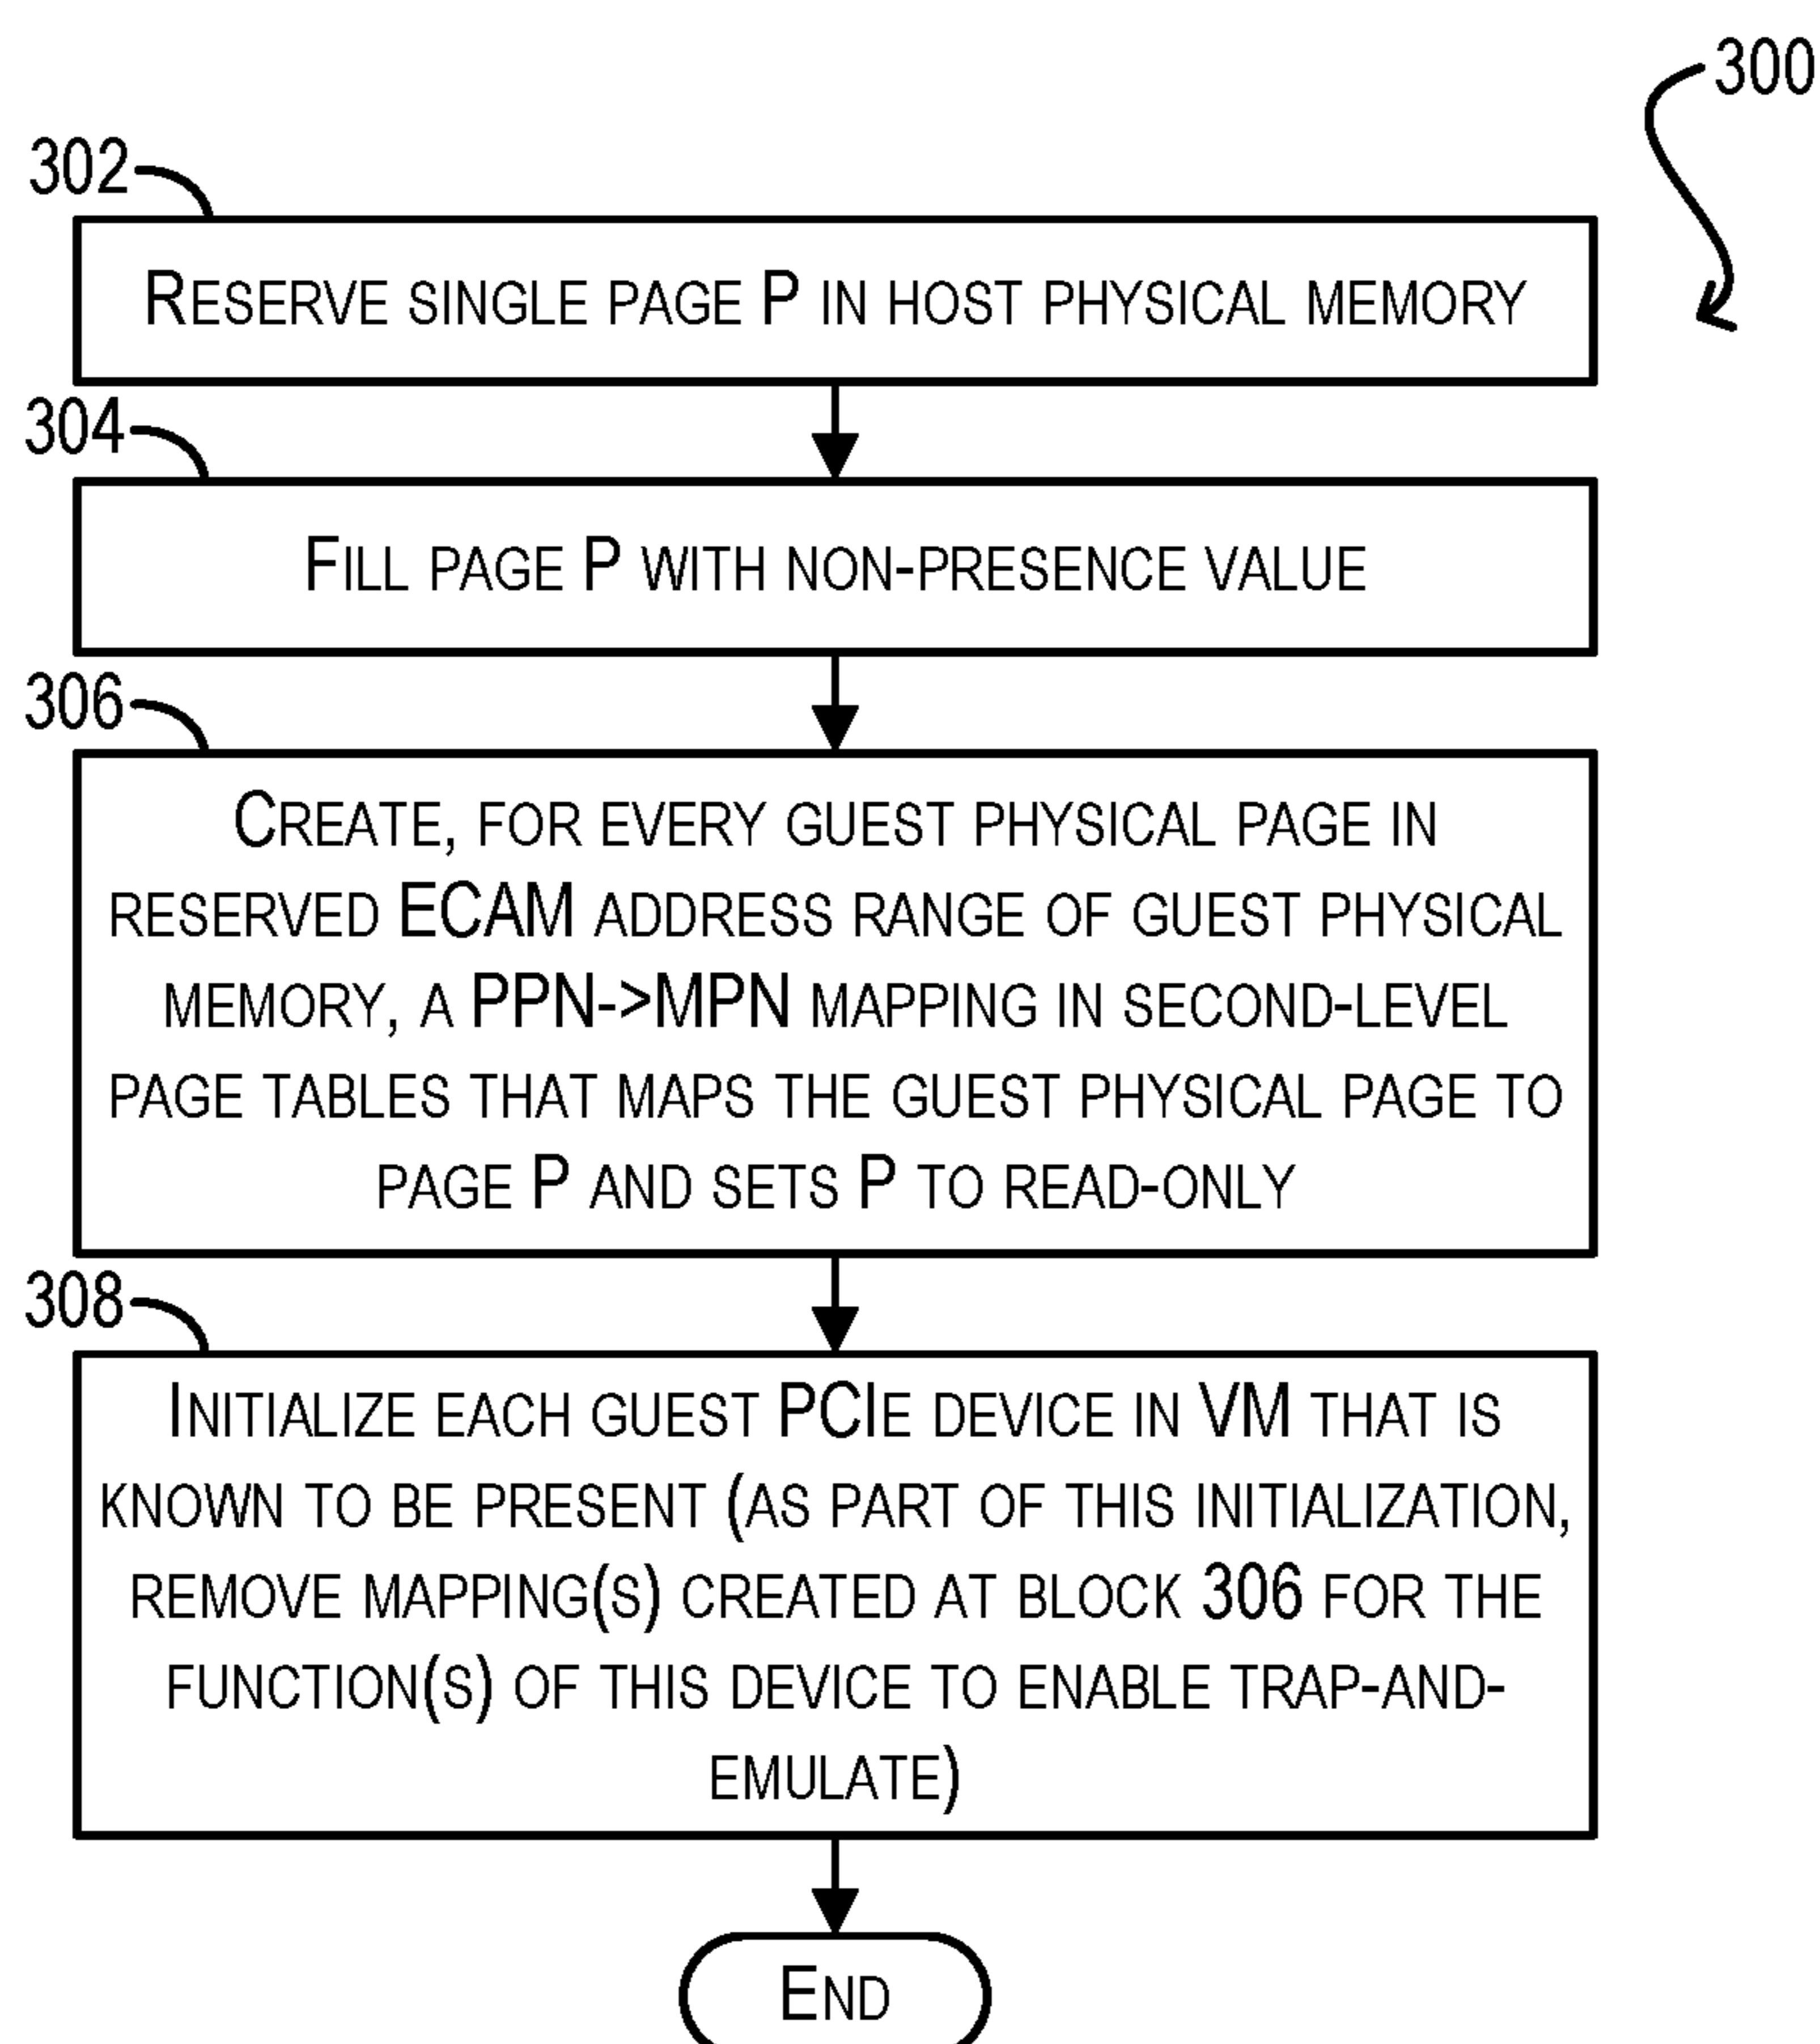 300
302
RESERVE SINGLE PAGE P IN HOST PHYSICAL MEMORY
304
FILL PAGE P WITH NON-PRESENCE VALUE
306
CREATE, FOR EVERY GUEST PHYSICAL PAGE IN
RESERVED ECAM ADDRESS RANGE OF GUEST PHYSICAL
MEMORY, A PPN->MPN MAPPING IN SECOND-LEVEL
PAGE TABLES THAT MAPS THE GUEST PHYSICAL PAGE TO
PAGE P AND SETS P TO READ-ONLY
308
INITIALIZE EACH GUEST PCIE DEVICE IN VM THAT IS
KNOWN TO BE PRESENT (AS PART OF THIS INITIALIZATION,
REMOVE MAPPING(S) CREATED AT BLOCK 306 FOR THE
FUNCTION(S) OF THIS DEVICE TO ENABLE TRAP-AND-
EMULATE)
END